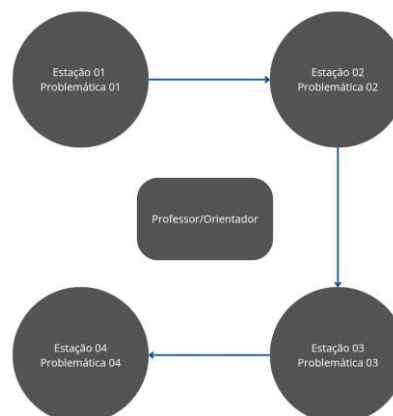 Estação 01
Problemática 01
Estação 02
Problemática 02
Professor/Orientador
Estação 04
Problemática 04
Estação 03
Problemática 03